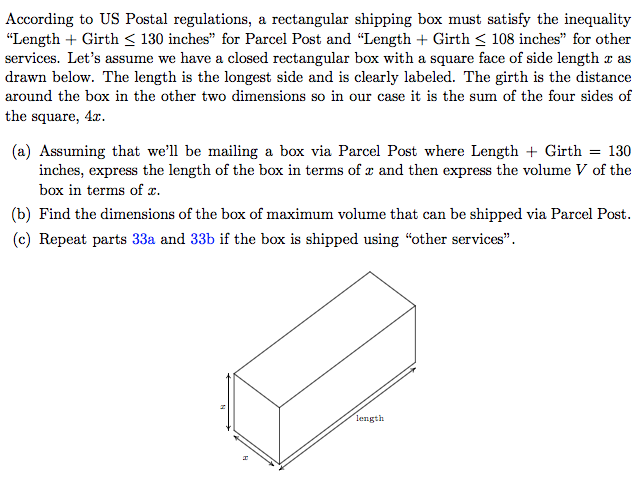 According to US Postal regulations, a rectangular shipping box must satisfy the inequality
“Length + Girth ≤ 130 inches” for Parcel Post and “Length + Girth ≤ 108 inches” for other
services. Let’s assume we have a closed rectangular box with a square face of side length x as
drawn below. The length is the longest side and is clearly labeled. The girth is the distance
around the box in the other two dimensions so in our case it is the sum of the four sides of
the square, 4x.
(a) Assuming that we’ll be mailing a box via Parcel Post where Length + Girth = 130
inches, express the length of the box in terms of x and then express the volume V of the
box in terms of x.
(b) Find the dimensions of the box of maximum volume that can be shipped via Parcel Post.
(c) Repeat parts 33a and 33b if the box is shipped using “other services”.
x
length
x